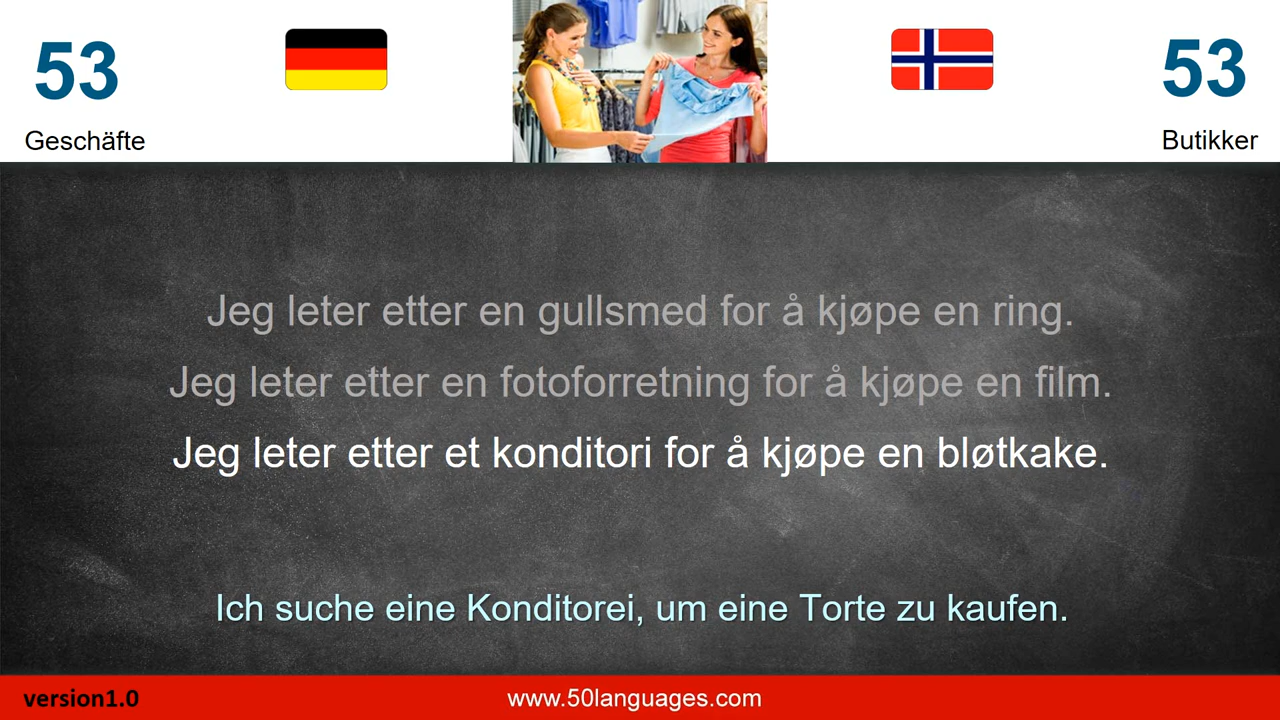 53
53
Geschäfte
Butikker
Jeg leter etter en gullsmed for å kjøpe en ring.
Jeg leter etter en fotoforretning for å kjøpe en film.
Jeg leter etter et konditori for å kjøpe en bløtkake.
Ich suche eine Konditorei, um eine Torte zu kaufen.
version1.0
www.50languages.com